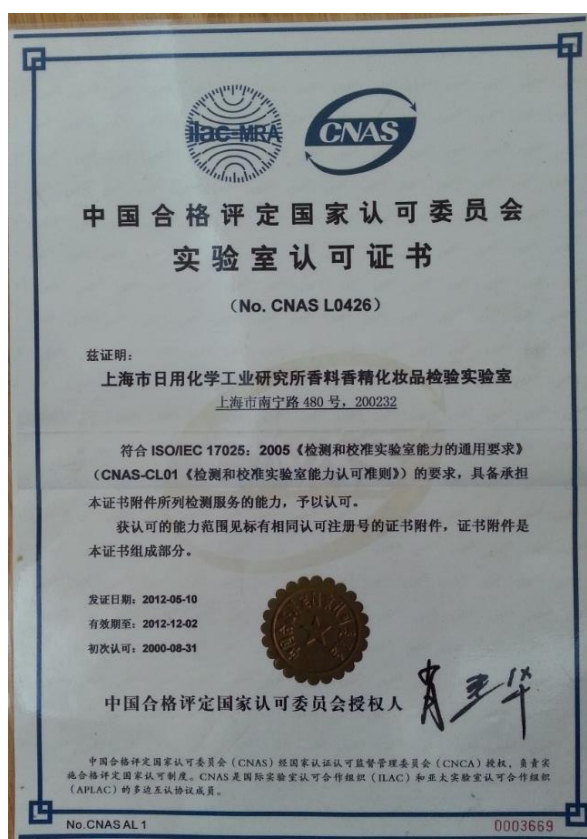 ilac-MRA
CNAS
中国合格评定国家认可委员会
实验室认可证书
（No. CNAS L0426）
兹证明：
上海市日用化学工业研究所香料香精化妆品检验实验室
上海市南宁路 480 号，200232
符合 ISO/IEC 17025：2005《检测和校准实验室能力的通用要求》
（CNAS-CL01《检测和校准实验室能力认可准则》）的要求，具备承担
本证书附件所列检测服务的能力，予以认可。
获认可的能力范围见标有相同认可注册号的证书附件，证书附件是
本证书组成部分。
发证日期：2012-05-10
有效期至：2012-12-02
初次认可：2000-08-31
中国合格评定国家认可委员会授权人
中国合格评定国家认可委员会（CNAS）经国家认证认可监督管理委员会（CNCA）授权，负责实
施合格评定国家认可制度。CNAS是国际实验室认可合作组织（ILAC）和亚太实验室认可合作组织
（APLAC）的多边互认协议成员。
No.CNAS AL 1
0003669